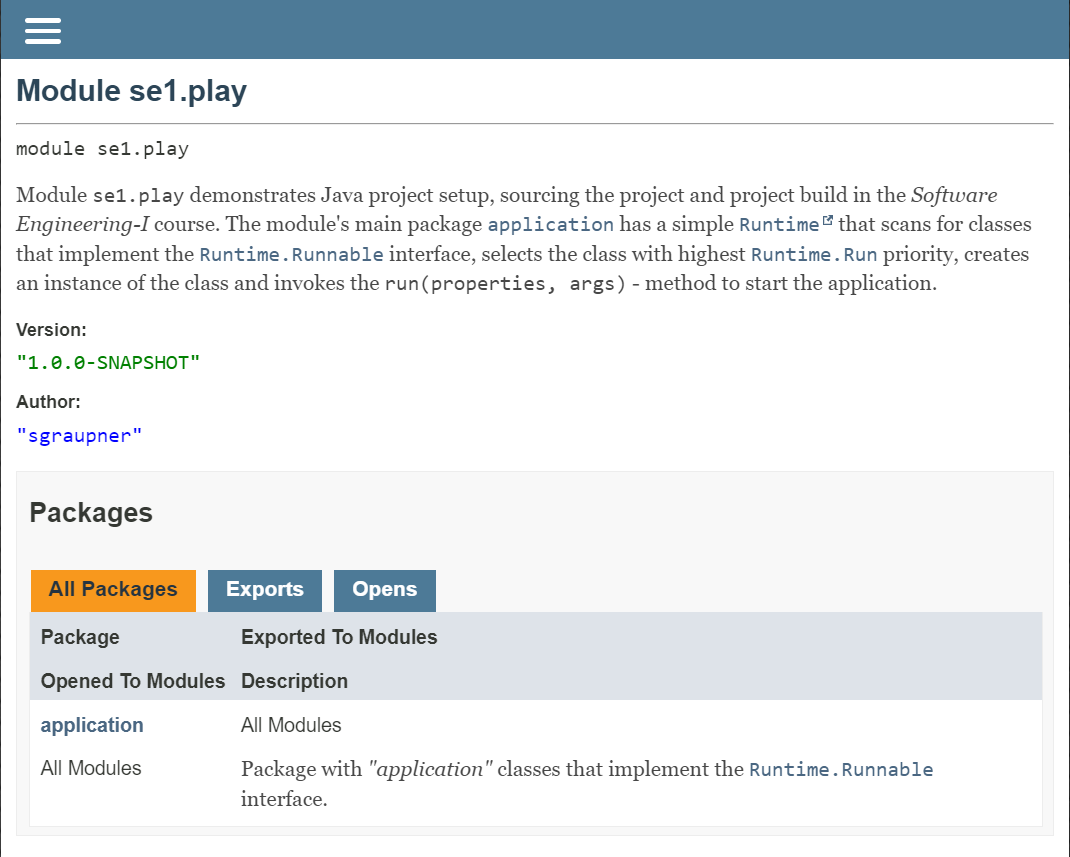 Module se1.play
module se1.play
Module se1.play demonstrates Java project setup, sourcing the project and project build in the Software
Engineering-I course. The module's main package application has a simple Runtime that scans for classes
that implement the Runtime.Runnable interface, selects the class with highest Runtime.Run priority, creates
an instance of the class and invokes the run(properties, args) - method to start the application.
Version:
"1.0.0-SNAPSHOT"
Author:
"sgraupner"
Packages
All Packages Exports Opens
Package Exported To Modules
Opened To Modules Description
application All Modules
All Modules Package with "application" classes that implement the Runtime.Runnable
interface.